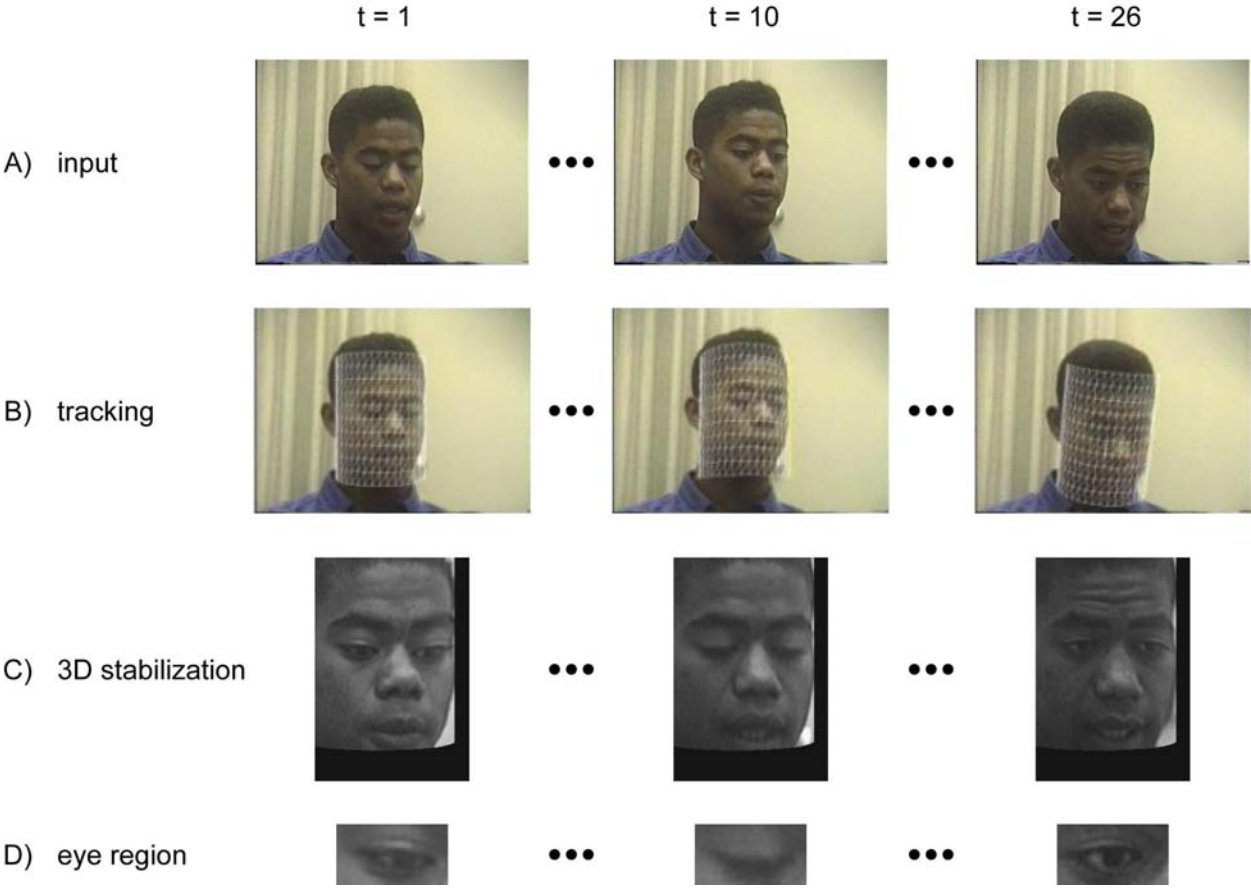 t = 1 t = 10 t = 26
A) input
B) tracking
C) 3D stabilization
D) eye region